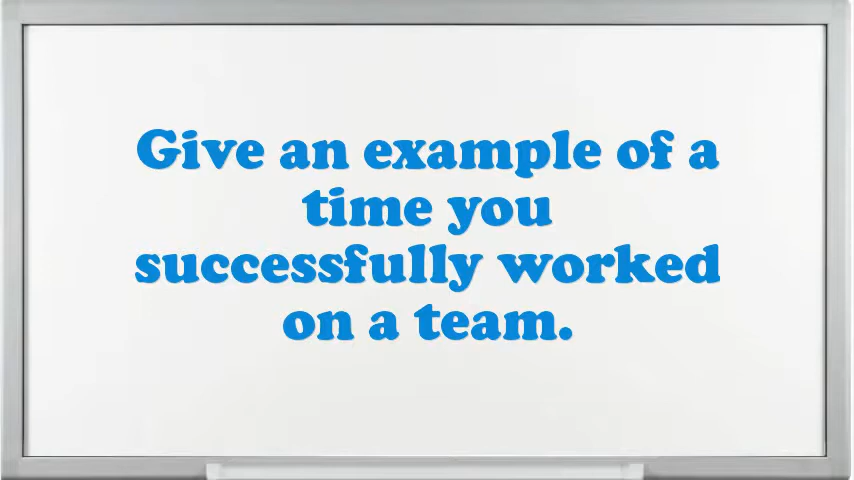 Give an example of a
time you
successfully worked
on a team.